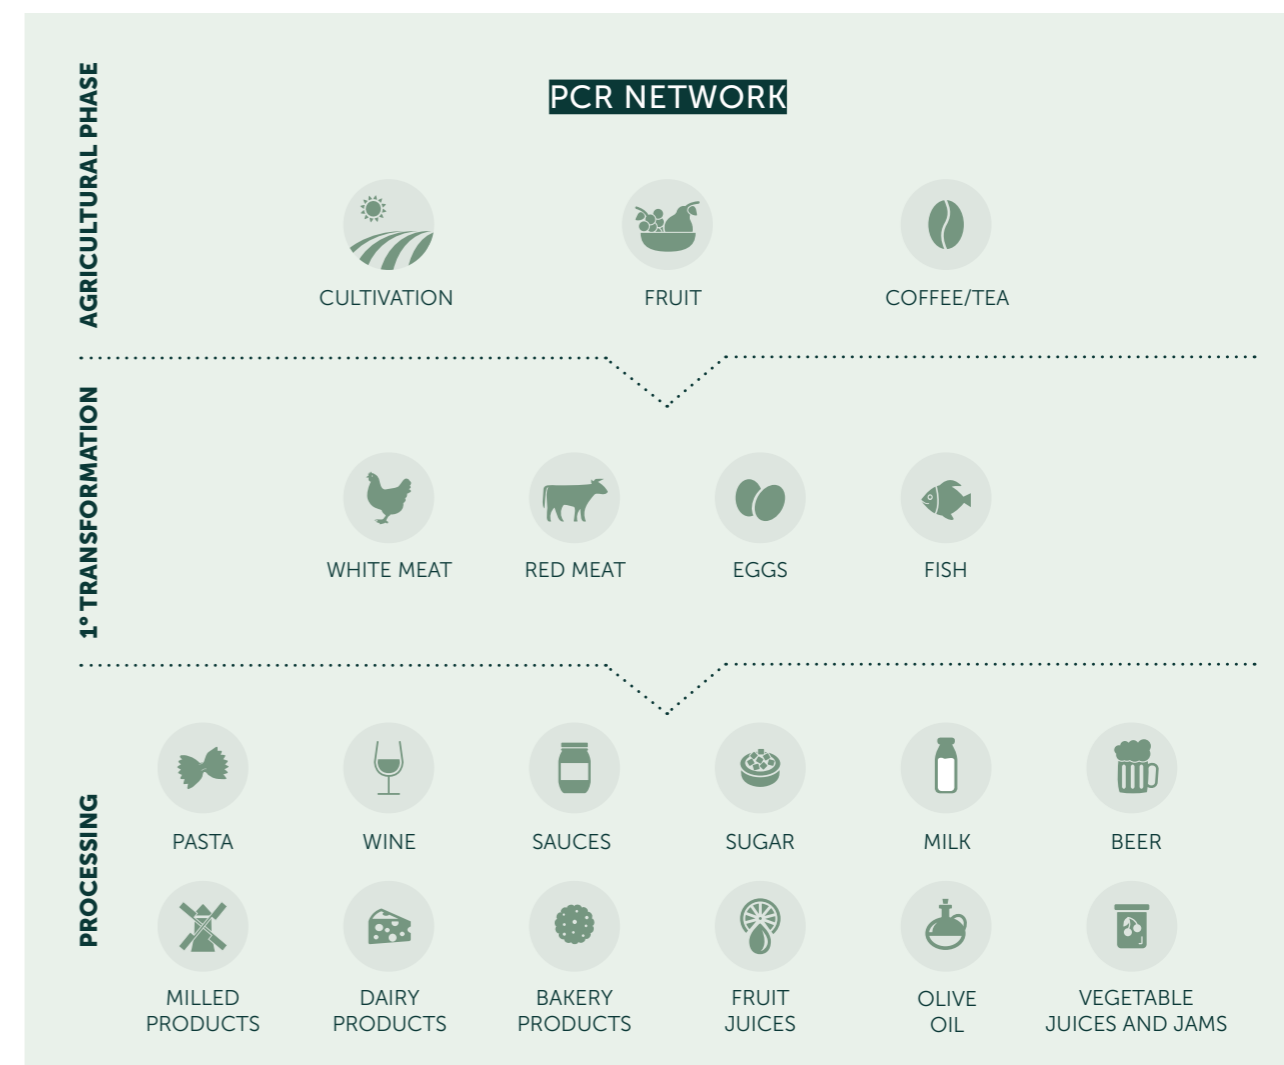 PCR NETWORK
AGRICULTURAL PHASE
CULTIVATION
FRUIT
COFFEE/TEA
1° TRANSFORMATION
WHITE MEAT
RED MEAT
EGGS
FISH
PROCESSING
PASTA
WINE
SAUCES
SUGAR
MILK
BEER
MILLED
PRODUCTS
DAIRY
PRODUCTS
BAKERY
PRODUCTS
FRUIT
JUICES
OLIVE
OIL
VEGETABLE
JUICES AND JAMS